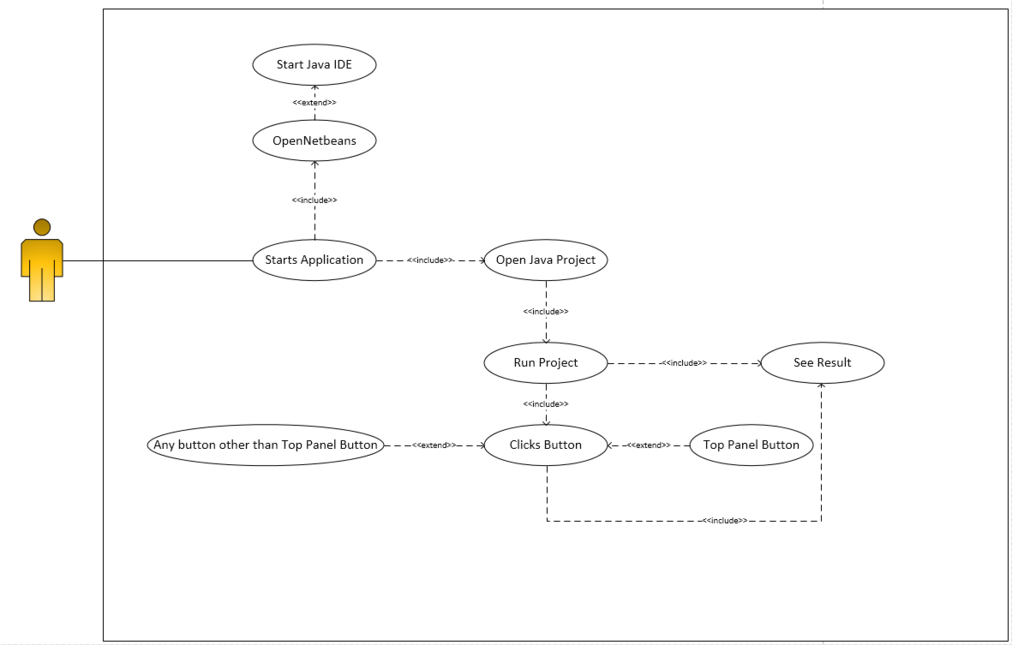 Start Java IDE
<<extend>>
OpenNetbeans
<<include>>
Starts Application
<<include>>
Open Java Project
<<include>>
Run Project
<<include>>
See Result
<<include>>
Any button other than Top Panel Button
<<extend>>
Clicks Button
<<extend>>
Top Panel Button
<<include>>